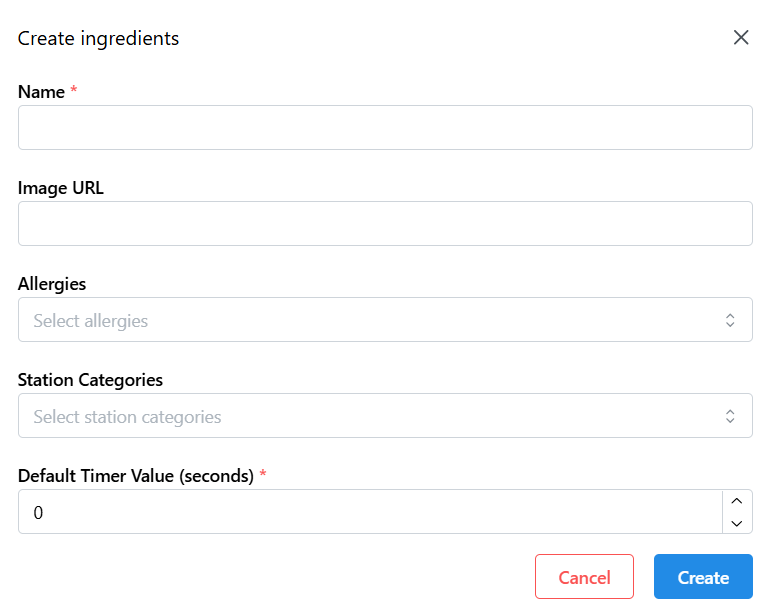 Create ingredients
Name *
Image URL
Allergies
Select allergies
Station Categories
Select station categories
Default Timer Value (seconds) *
0
Cancel
Create